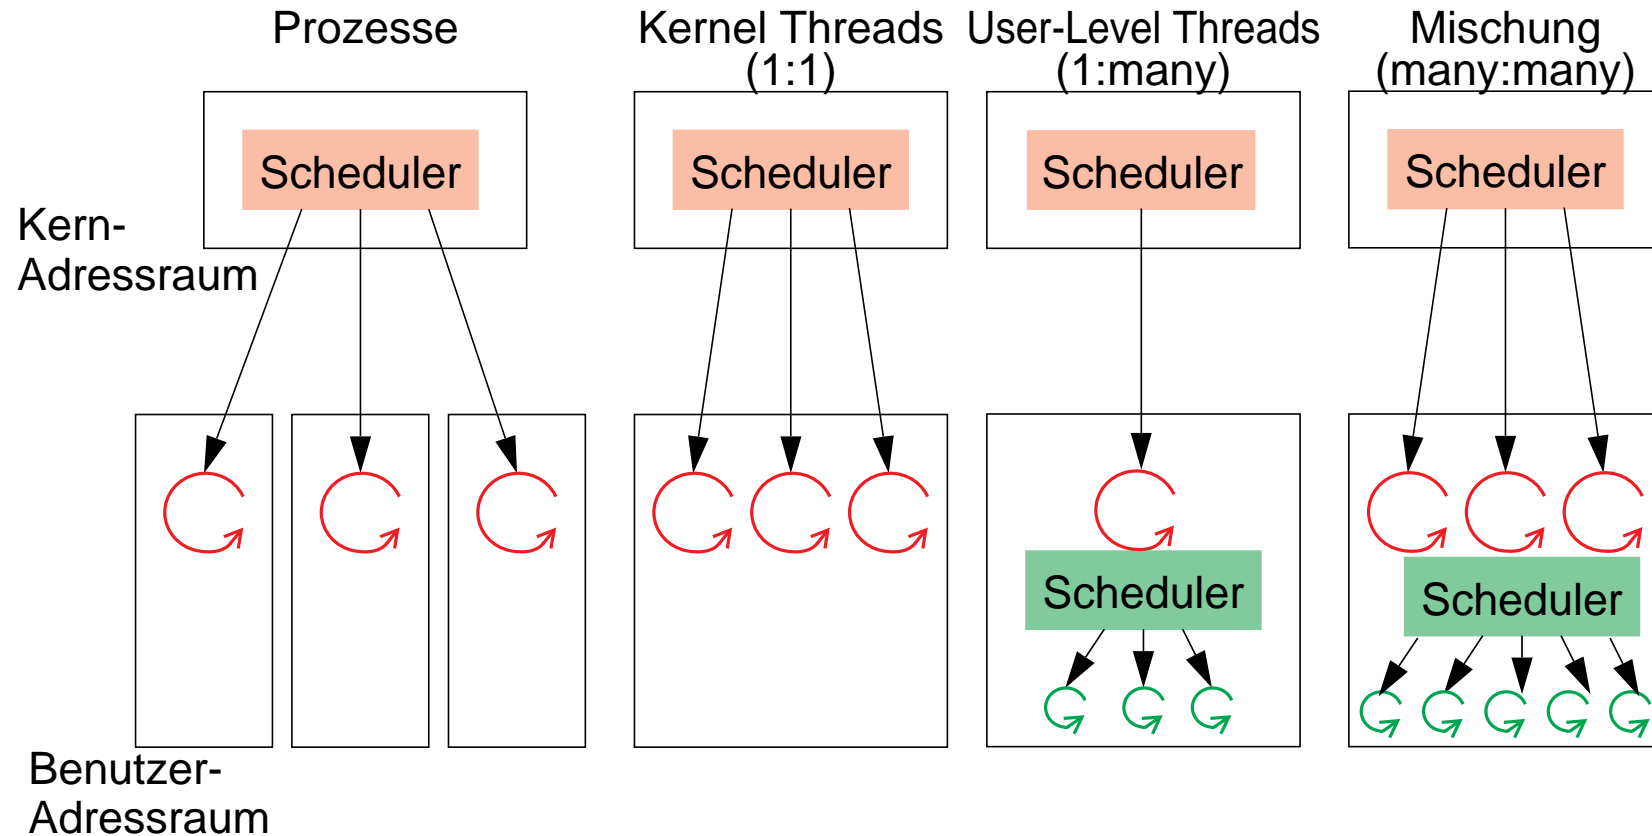 Prozesse
Kernel Threads
(1:1)
User-Level Threads
(1:many)
Mischung
(many:many)
Scheduler
Scheduler
Scheduler
Scheduler
Kern-
Adressraum
Scheduler
Scheduler
Benutzer-
Adressraum